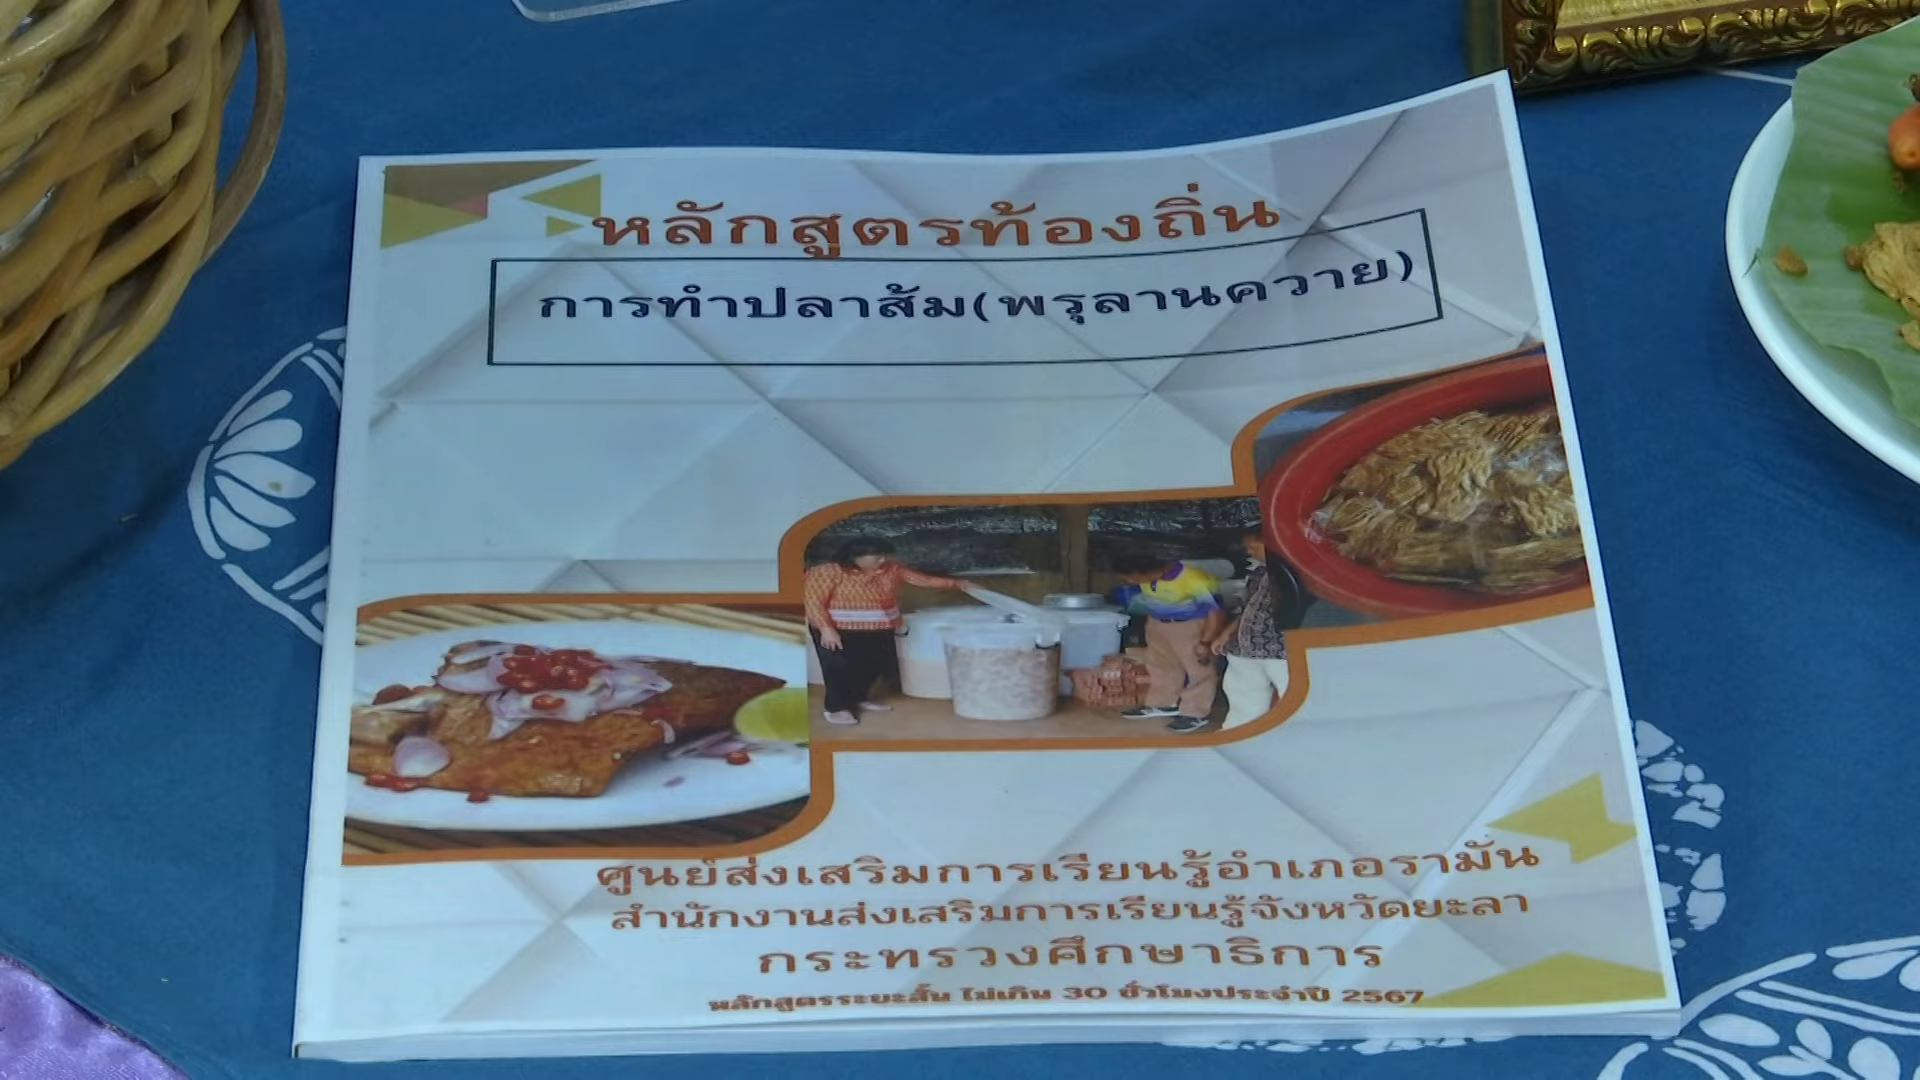 หลักสูตรท้องถิ่น
การทำปลาส้ม(พรุลานควาย)
ศูนย์ส่งเสริมการเรียนรู้อำเภอรามัน
สำนักงานส่งเสริมการเรียนรู้จังหวัดยะลา
กระทรวงศึกษาธิการ
หลักสูตรระยะสั้น ไม่เกิน 30 ชั่วโมงประจำปี 2567